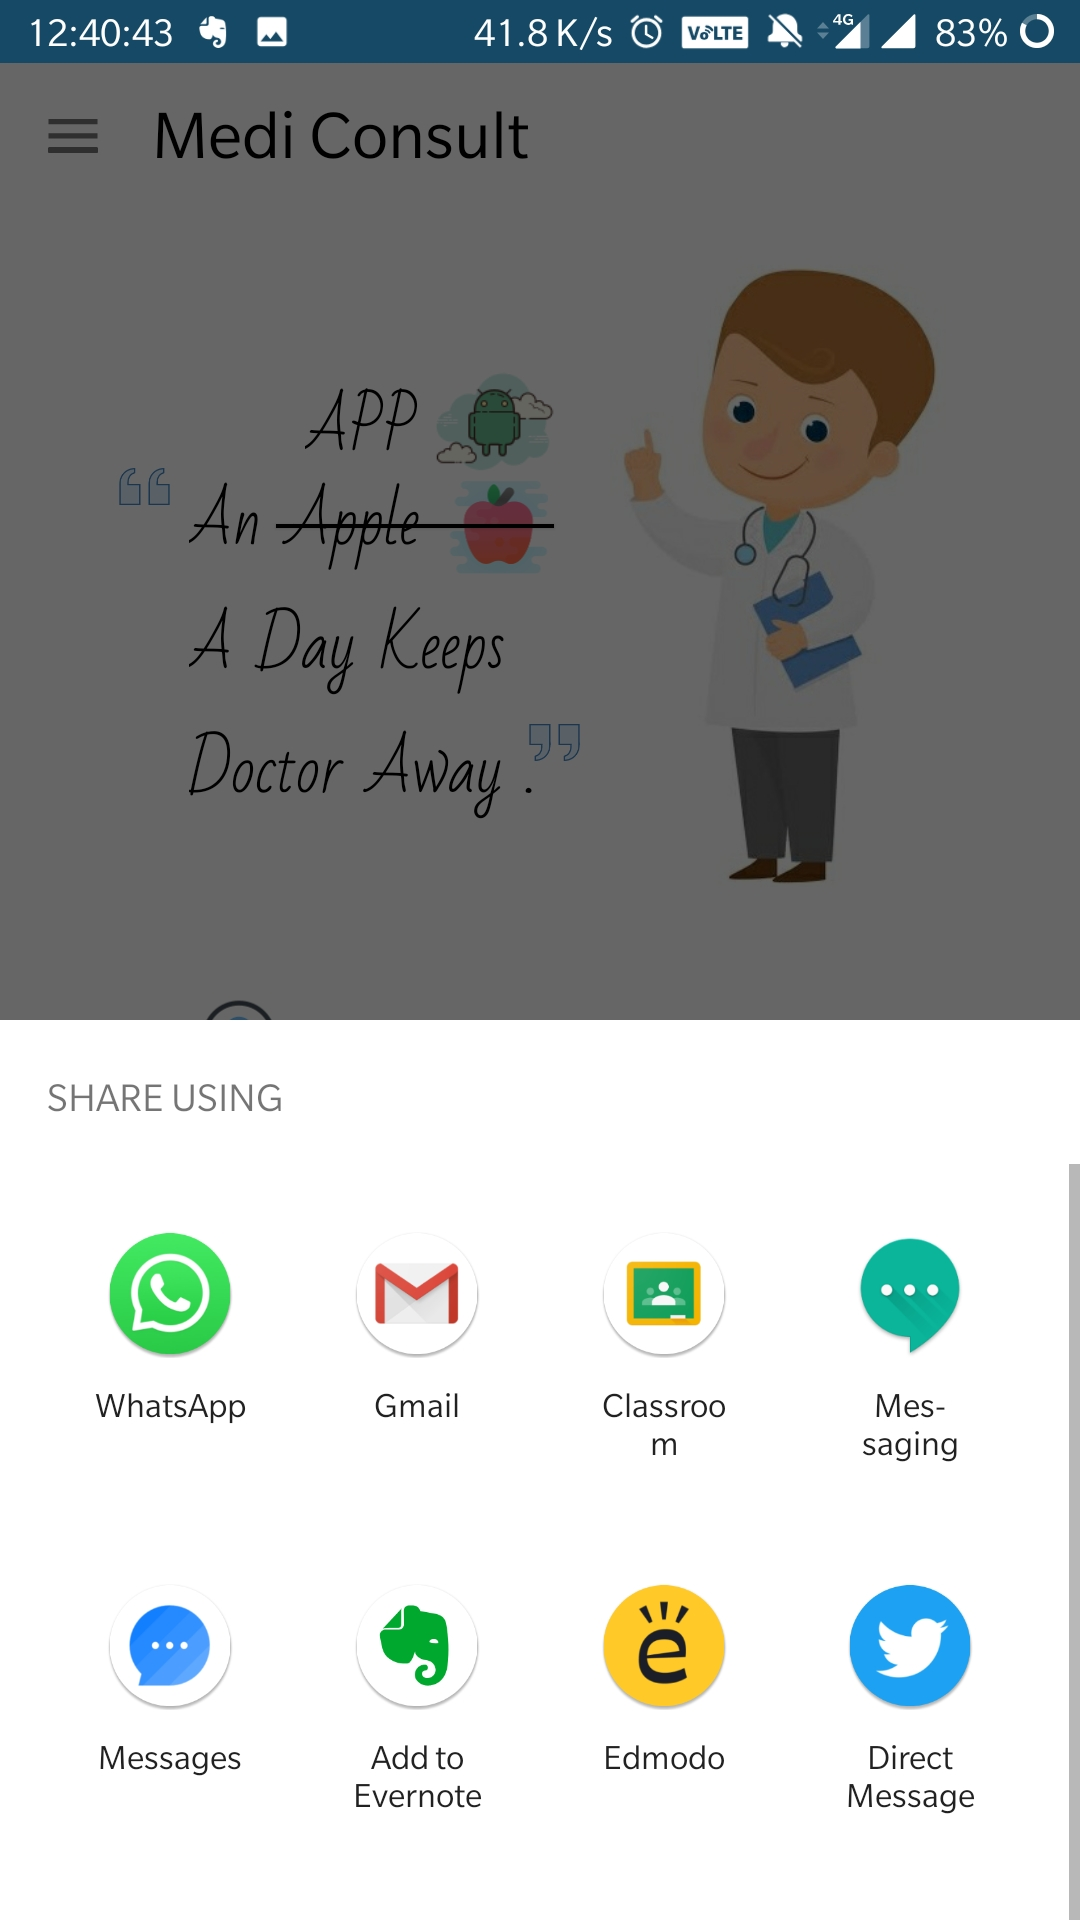 12:40:43 41.8 K/s VoLTE 4G 83%
Medi Consult
APP
“ An Apple
A Day Keeps
Doctor Away . ”
SHARE USING
WhatsApp Gmail Classroo Mes-
m saging
Messages Add to Edmodo Direct
Evernote Message